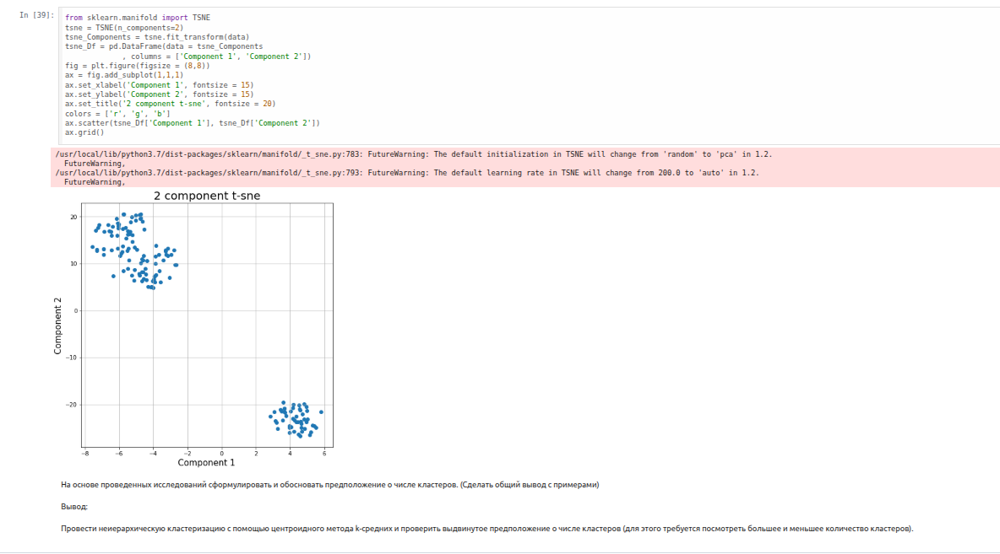 In [39]:
from sklearn.manifold import TSNE
tsne = TSNE(n_components=2)
tsne_Components = tsne.fit_transform(data)
tsne_Df = pd.DataFrame(data = tsne_Components
, columns = ['Component 1', 'Component 2'])
fig = plt.figure(figsize = (8,8))
ax = fig.add_subplot(1,1,1)
ax.set_xlabel('Component 1', fontsize = 15)
ax.set_ylabel('Component 2', fontsize = 15)
ax.set_title('2 component t-sne', fontsize = 20)
colors = ['r', 'g', 'b']
ax.scatter(tsne_Df['Component 1'], tsne_Df['Component 2'])
ax.grid()
/usr/local/lib/python3.7/dist-packages/sklearn/manifold/_t_sne.py:783: FutureWarning: The default initialization in TSNE will change from 'random' to 'pca' in 1.2.
FutureWarning,
/usr/local/lib/python3.7/dist-packages/sklearn/manifold/_t_sne.py:793: FutureWarning: The default learning rate in TSNE will change from 200.0 to 'auto' in 1.2.
FutureWarning,
2 component t-sne
20
10
0
−10
−20
Component 2
−8 −6 −4 −2 0 2 4 6
Component 1
На основе проведенных исследований сформулировать и обосновать предположение о числе кластеров. (Сделать общий вывод с примерами)
Вывод:
Провести неиерархическую кластеризацию с помощью центроидного метода k-средних и проверить выдвинутое предположение о числе кластеров (для этого требуется посмотреть большее и меньшее количество кластеров).